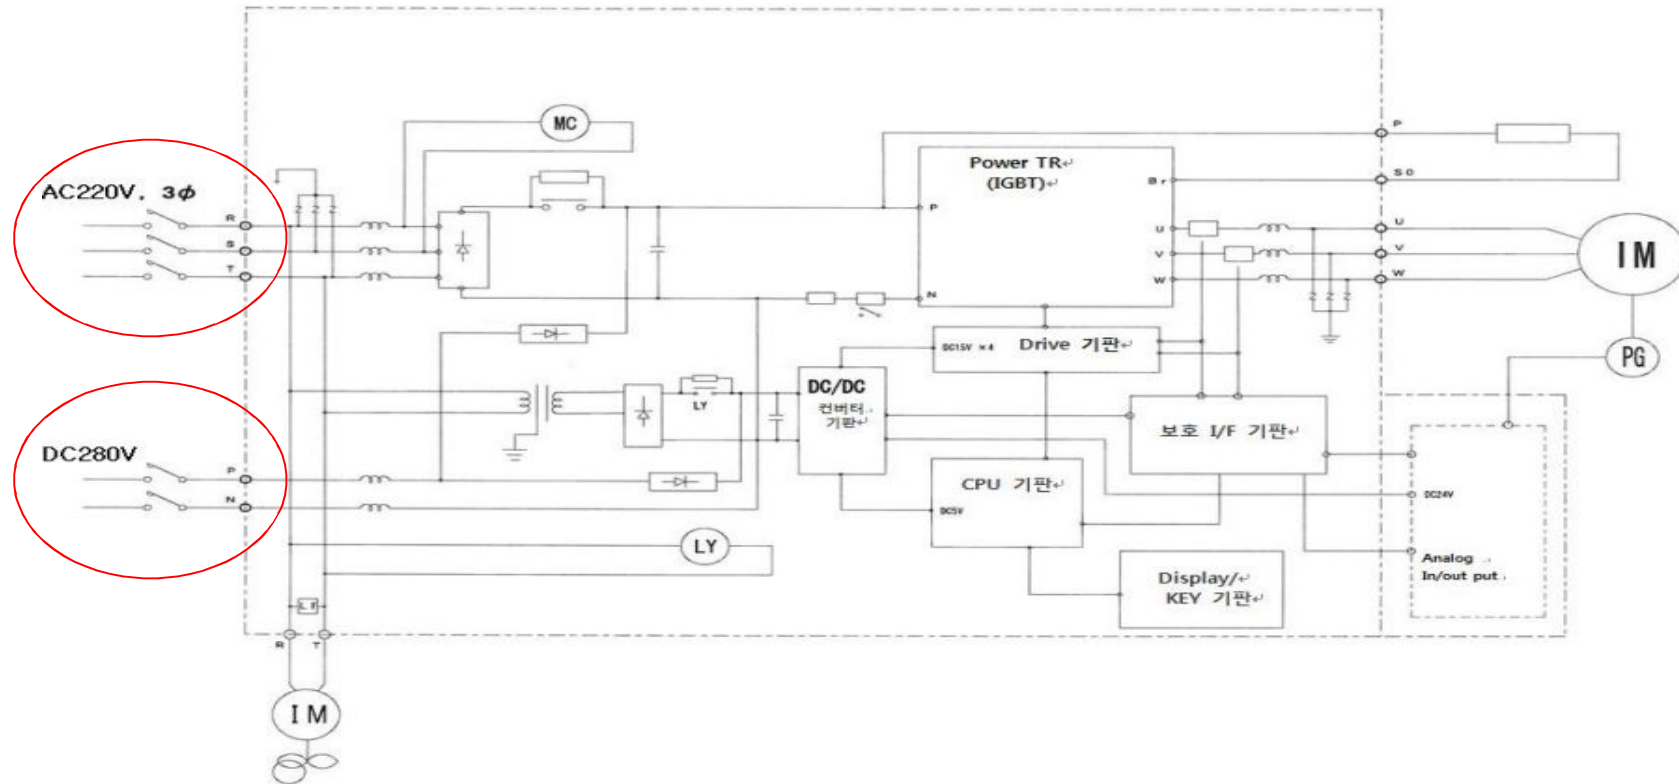 MC
P
Power TR↵
(IGBT)↵
Br
S0
AC220V, 3ϕ
R
P
U
U
S
V
V
IM
T
W
W
N
DC15V ×4
Drive 기판↵
PG
DC/DC
컨버터
기판↵
LY
보호 I/F 기판↵
DC280V
P
CPU 기판↵
N
DC5V
DC24V
LY
Analog
In/out put
Display/↵
KEY 기판↵
R
T
IM